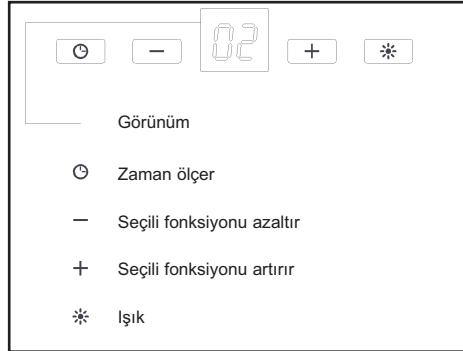 02
Görünüm
Zaman ölçer
− Seçili fonksiyonu azaltır
+ Seçili fonksiyonu artırır
Işık